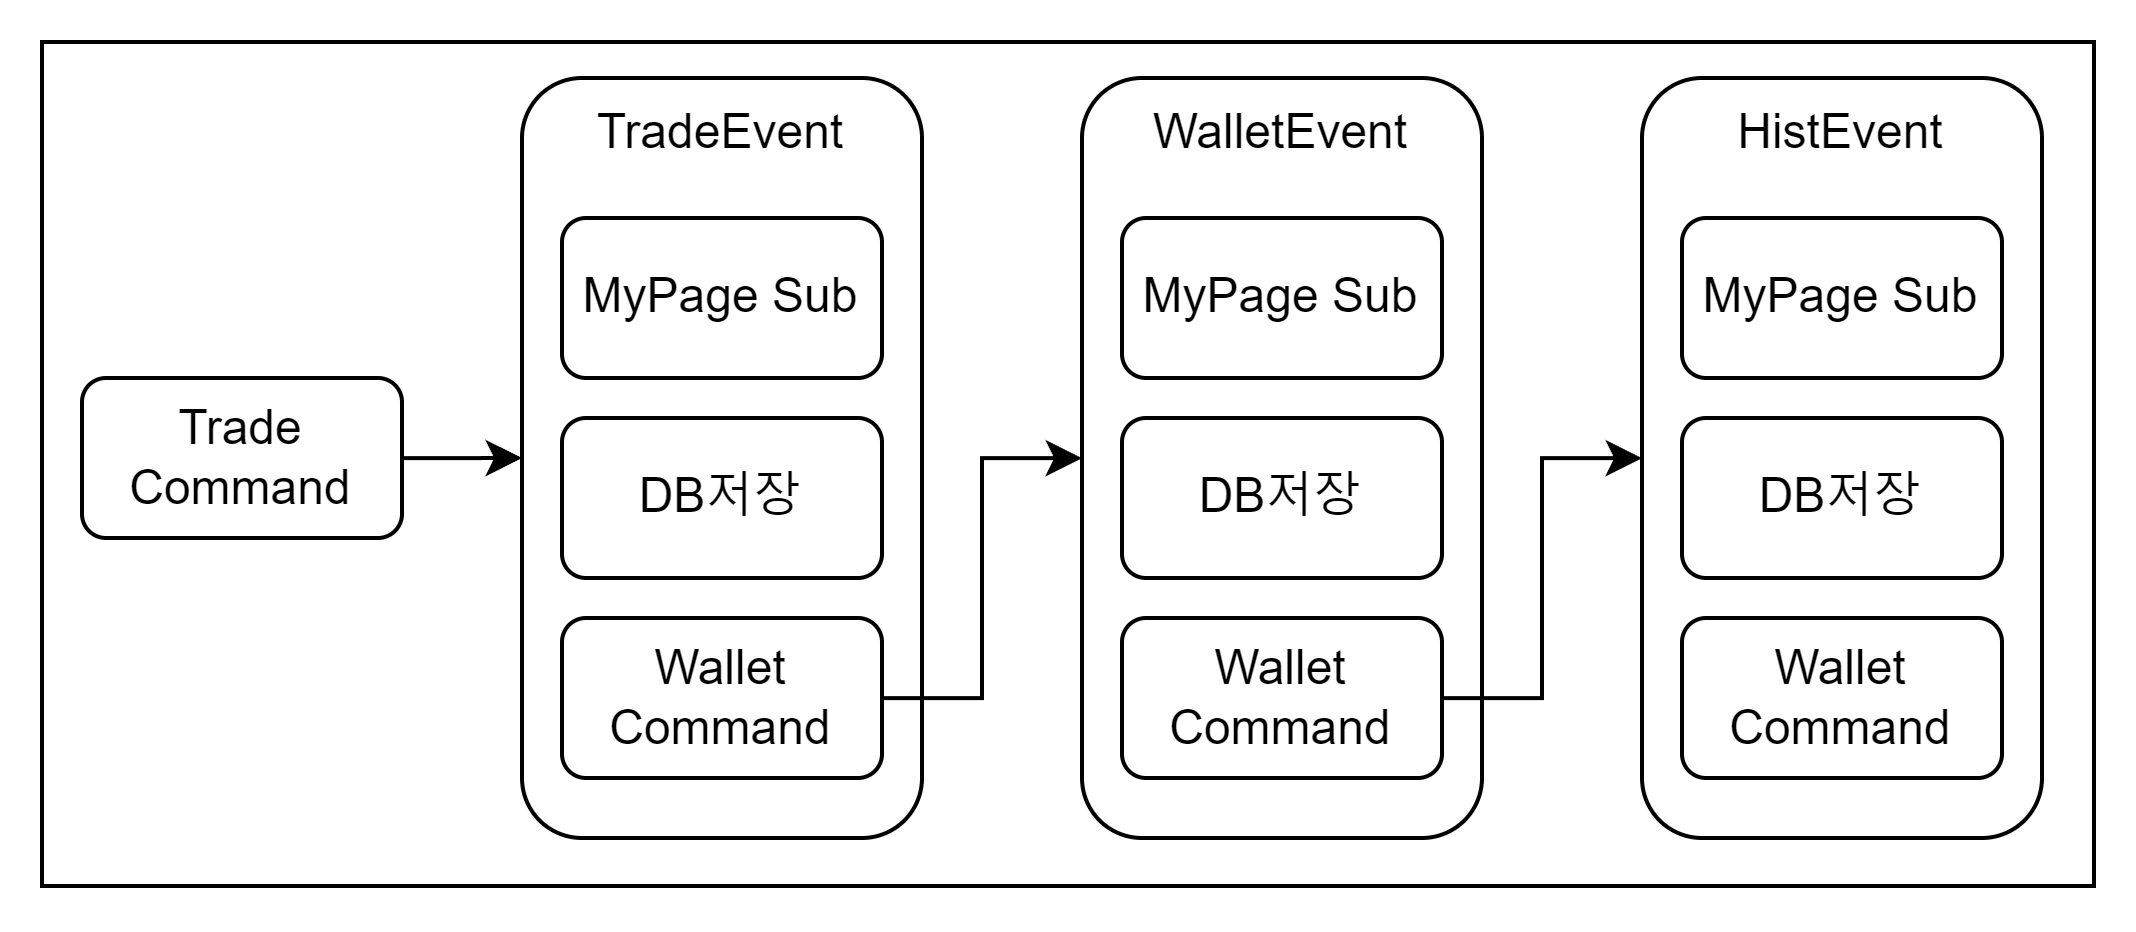 Trade
Command
TradeEvent
MyPage Sub
DB저장
Wallet
Command
WalletEvent
MyPage Sub
DB저장
Wallet
Command
HistEvent
MyPage Sub
DB저장
Wallet
Command